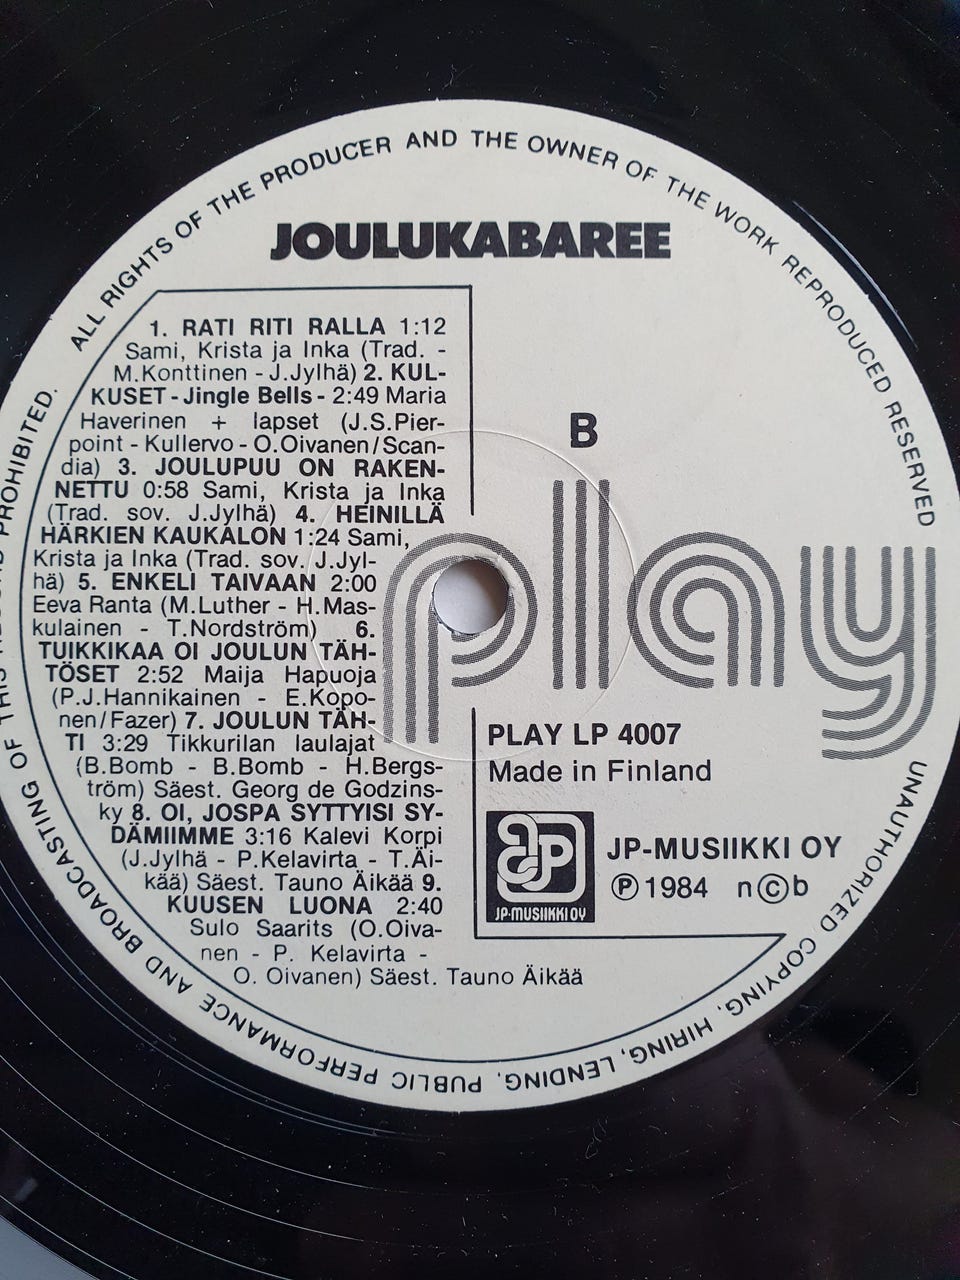 ALL RIGHTS OF THE PRODUCER AND THE OWNER OF THE WORK REPRODUCED RESERVED
JOULUKABAREE
1. RATI RITI RALLA 1:12
Sami, Krista ja Inka (Trad. -
M.Konttinen - J.Jylhä) 2. KUL-
KUSET - Jingle Bells - 2:49 Maria
Haverinen + lapset (J.S.Pier-
point - Kullervo - O.Oivanen/Scan-
dia) 3. JOULUPUU ON RAKEN-
NETTU 0:58 Sami, Krista ja Inka
(Trad. sov. J.Jylhä) 4. HEINILLÄ
HÄRKIEN KAUKALON 1:24 Sami,
Krista ja Inka (Trad. sov. J.Jyl-
hä) 5. ENKELI TAIVAAN 2:00
Eeva Ranta (M.Luther - H.Mas-
kulainen - T.Nordström) 6.
TUIKKIKAA OI JOULUN TÄH-
TÖSET 2:52 Maija Hapuoja
(P.J.Hannikainen - E.Kopo-
nen/Fazer) 7. JOULUN TÄH-
TI 3:29 Tikkurilan laulajat
(B.Bomb - B.Bomb - H.Bergs-
tröm) Säest. Georg de Godzins-
ky 8. OI, JOSPA SYTTYISI SY-
DÄMIIMME 3:16 Kalevi Korpi
(J.Jylhä - P.Kelavirta - T.Äi-
kää) Säest. Tauno Äikää 9.
KUUSEN LUONA 2:40
Sulo Saarits (O.Oiva-
nen - P. Kelavirta -
O. Oivanen) Säest. Tauno Äikää
B
play
PLAY LP 4007
Made in Finland
JP
JP-MUSIIKKI OY
JP-MUSIIKKI OY
Ⓟ 1984 n©b
UNAUTHORIZED COPYING, HIRING, LENDING, PUBLIC PERFORMANCE AND BROADCASTING OF THIS PROHIBITED.